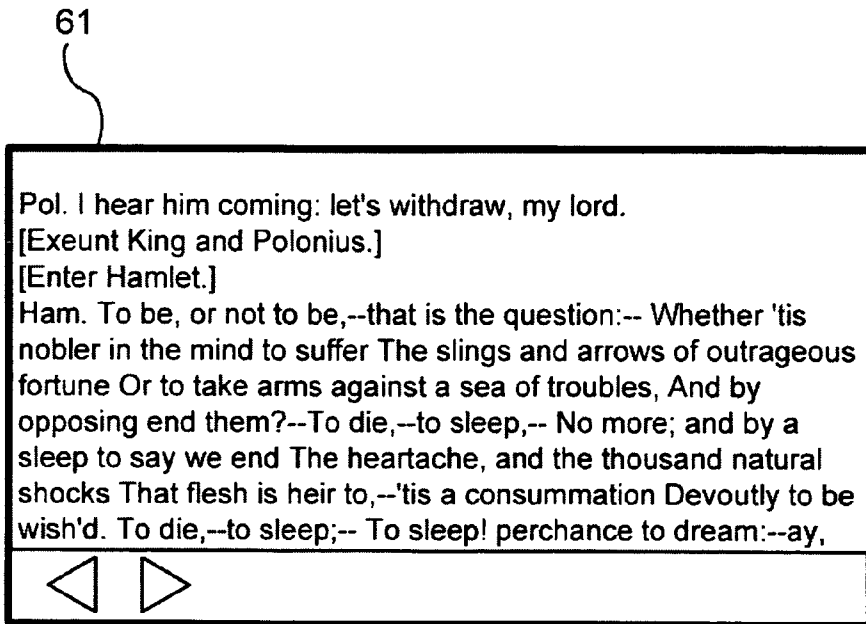 61
Pol. I hear him coming: let's withdraw, my lord.
[Exeunt King and Polonius.]
[Enter Hamlet.]
Ham. To be, or not to be,--that is the question:-- Whether 'tis
nobler in the mind to suffer The slings and arrows of outrageous
fortune Or to take arms against a sea of troubles, And by
opposing end them?--To die,--to sleep,-- No more; and by a
sleep to say we end The heartache, and the thousand natural
shocks That flesh is heir to,--'tis a consummation Devoutly to be
wish'd. To die,--to sleep;-- To sleep! perchance to dream:--ay,